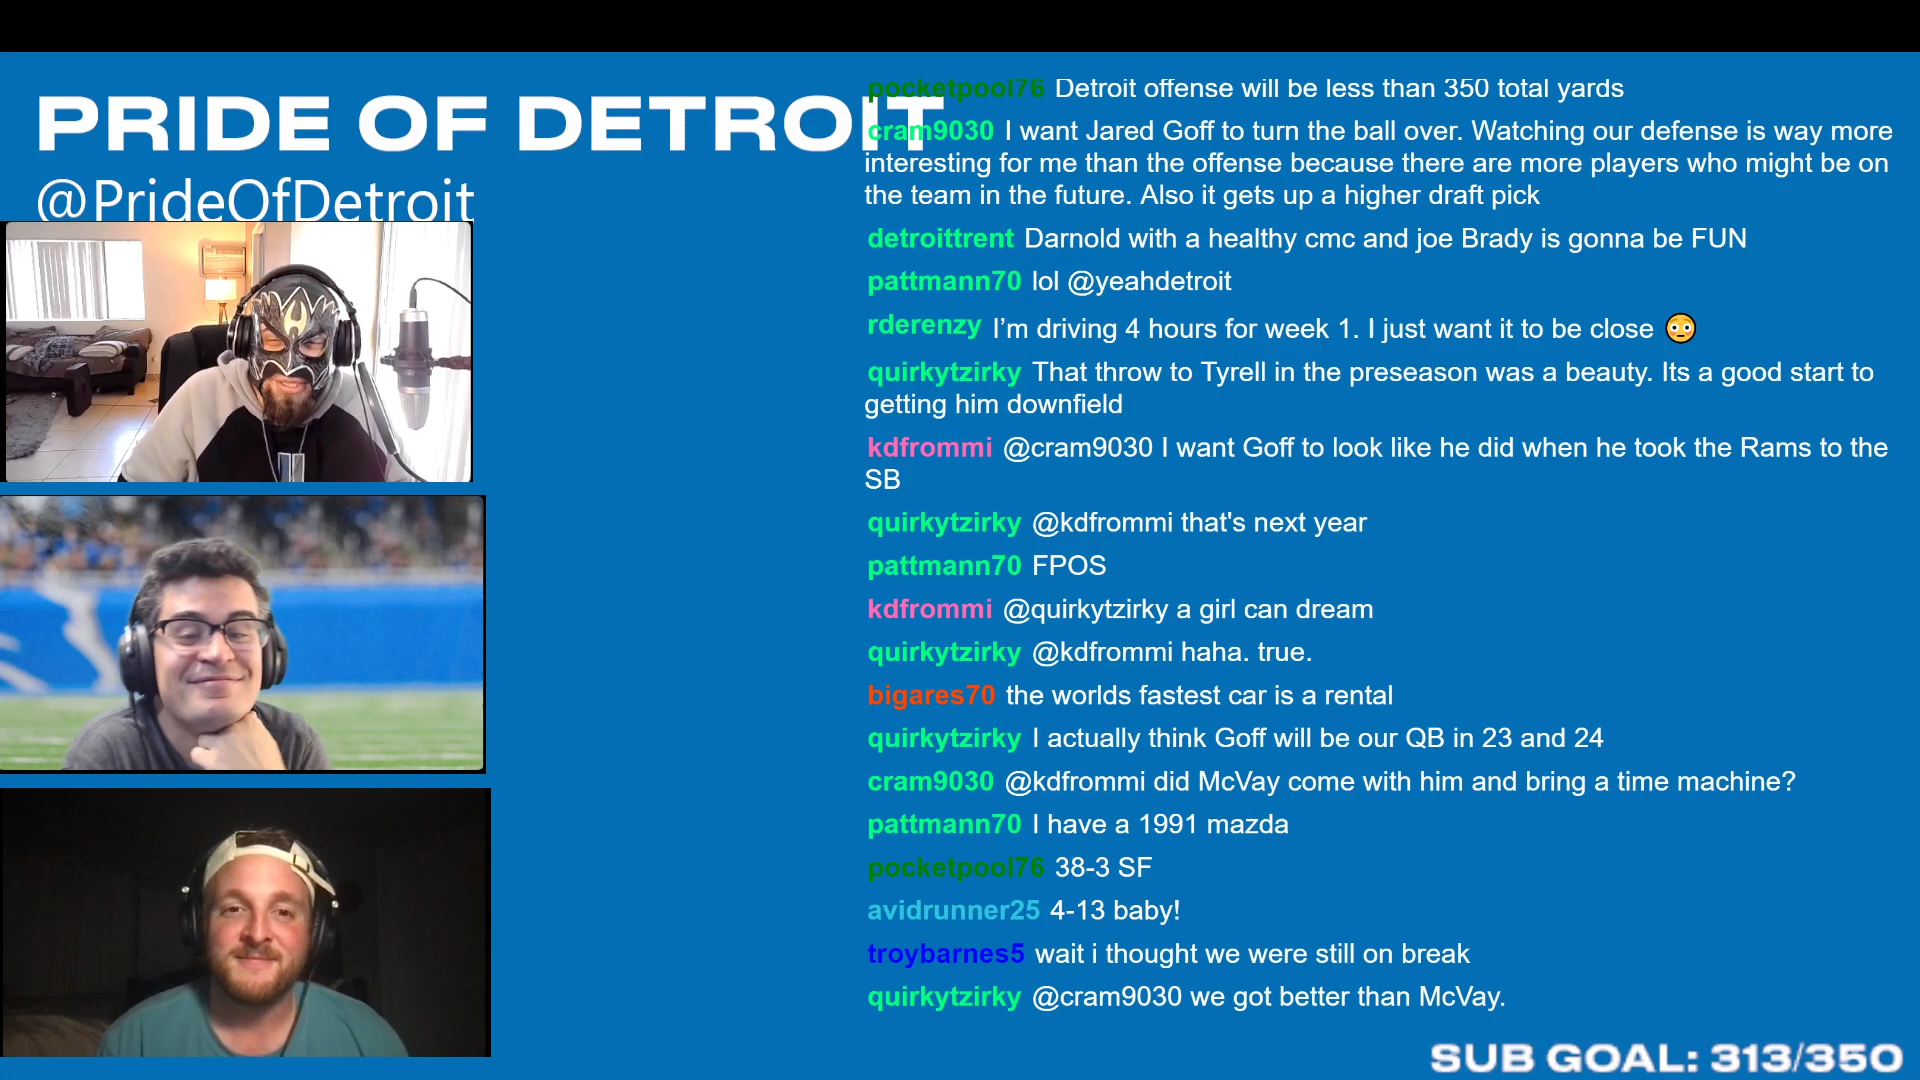 PRIDE OF DETROIT
@PrideOfDetroit
pocketpool76 Detroit offense will be less than 350 total yards
cram9030 I want Jared Goff to turn the ball over. Watching our defense is way more
interesting for me than the offense because there are more players who might be on
the team in the future. Also it gets up a higher draft pick
detroittrent Darnold with a healthy cmc and joe Brady is gonna be FUN
pattmann70 lol @yeahdetroit
rderenzy I’m driving 4 hours for week 1. I just want it to be close 😳
quirkytzirky That throw to Tyrell in the preseason was a beauty. Its a good start to
getting him downfield
kdfrommi @cram9030 I want Goff to look like he did when he took the Rams to the
SB
quirkytzirky @kdfrommi that's next year
pattmann70 FPOS
kdfrommi @quirkytzirky a girl can dream
quirkytzirky @kdfrommi haha. true.
bigares70 the worlds fastest car is a rental
quirkytzirky I actually think Goff will be our QB in 23 and 24
cram9030 @kdfrommi did McVay come with him and bring a time machine?
pattmann70 I have a 1991 mazda
pocketpool76 38-3 SF
avidrunner25 4-13 baby!
troybarnes5 wait i thought we were still on break
quirkytzirky @cram9030 we got better than McVay.
SUB GOAL: 313/350